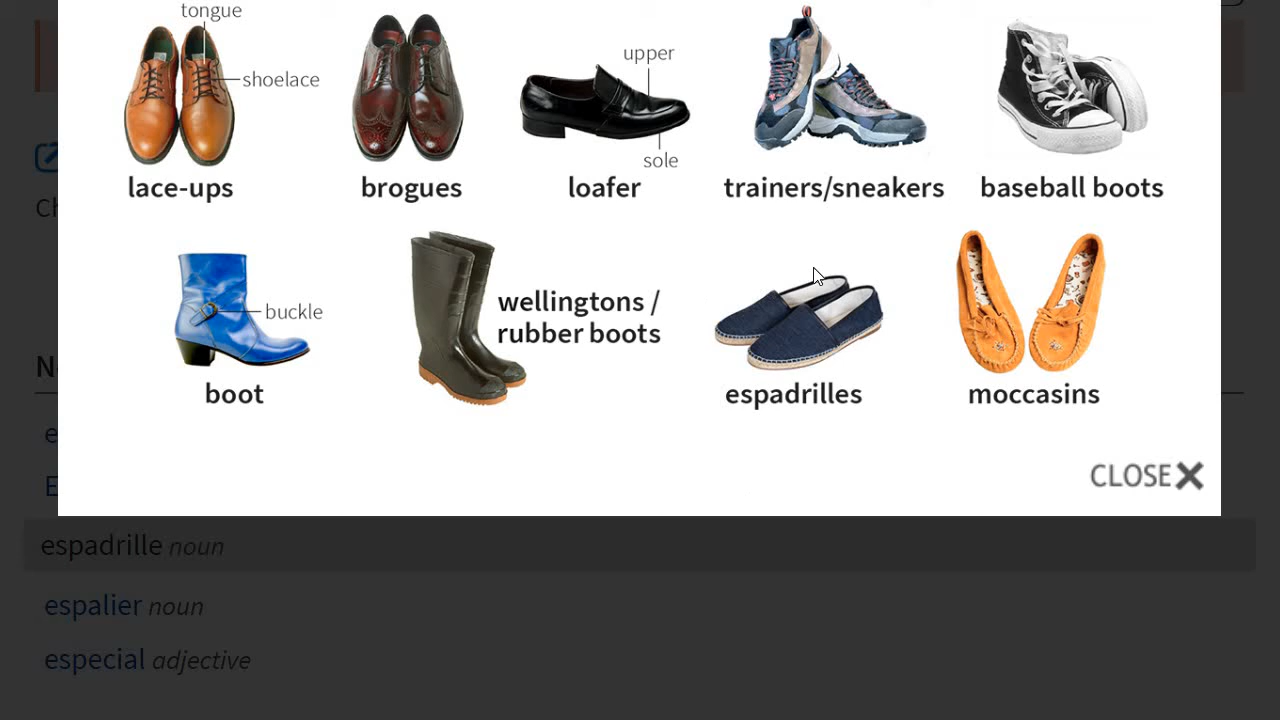 tongue
shoelace
upper
sole
lace-ups
brogues
loafer
trainers/sneakers
baseball boots
buckle
boot
wellingtons /
rubber boots
espadrilles
moccasins
CLOSE
espadrille noun
espalier noun
especial adjective